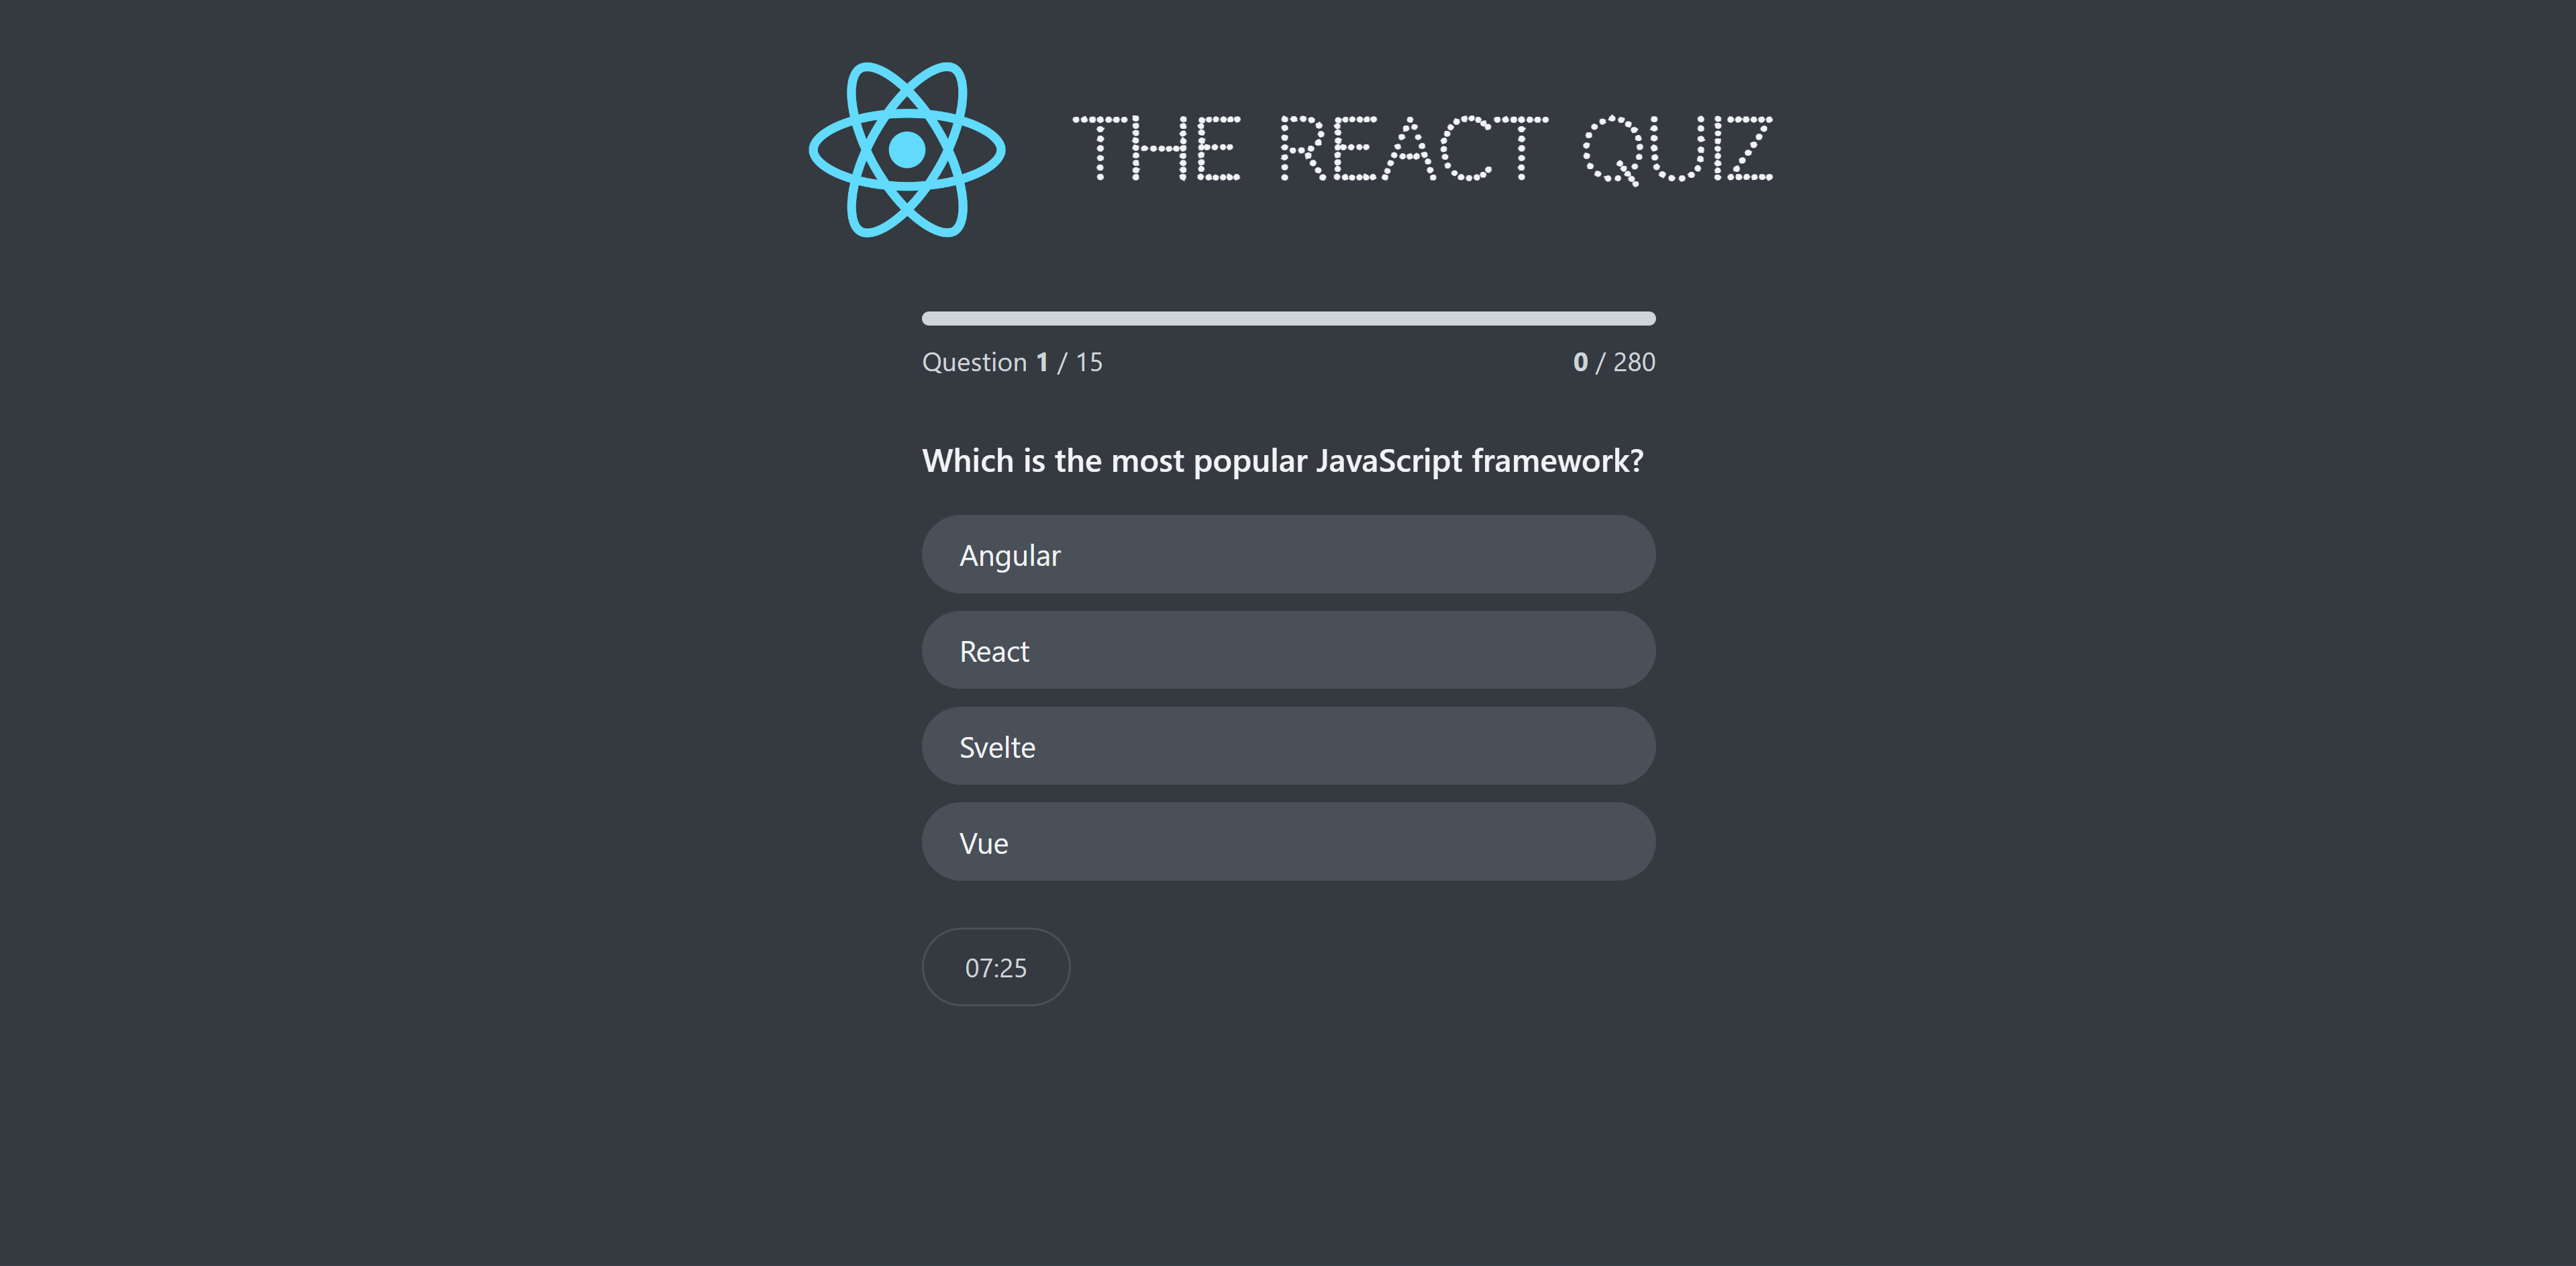 THE REACT QUIZ
Question 1 / 15
0 / 280
Which is the most popular JavaScript framework?
Angular
React
Svelte
Vue
07:25